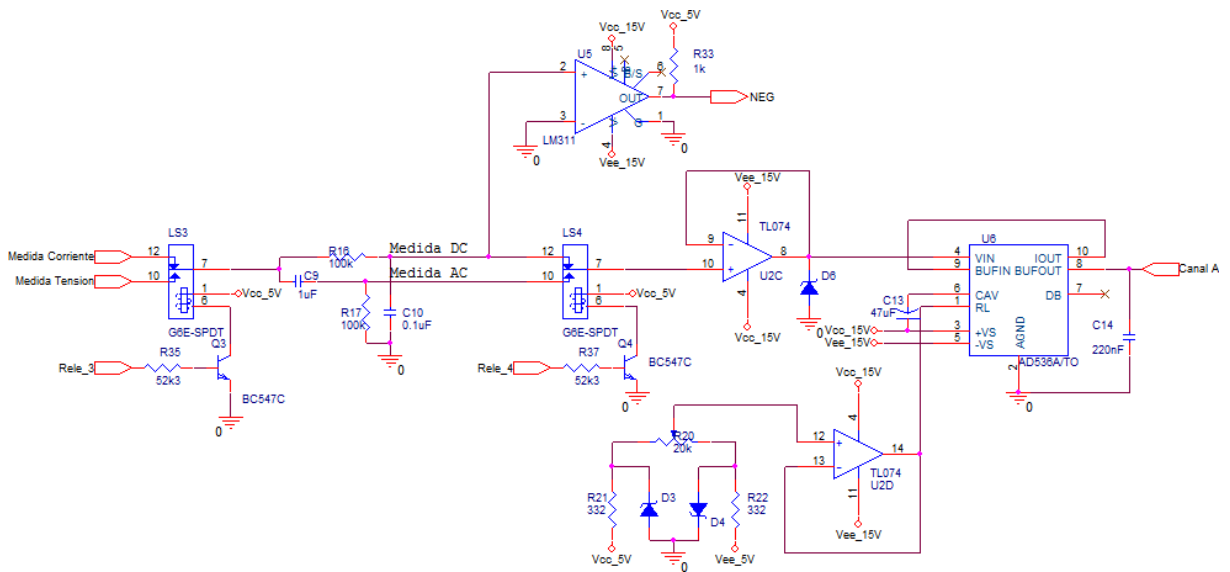 Vcc_15V
Vcc_5V
U5
8
5
B/S
6
R33
1k
2
+
V+
OUT
7
NEG
3
-
V-
G
1
LM311
4
0
0
Vee_15V
Vee_15V
11
TL074
9
-
8
10
+
U2C
4
Vcc_15V
D6
0
LS3
Medida Corriente
12
7
Medida Tension
10
1
Vcc_5V
6
G6E-SPDT
Q3
R16
100k
C9
1uF
Medida DC
Medida AC
R17
100k
C10
0.1uF
0
R35
52k3
Rele_3
BC547C
0
LS4
12
7
10
1
Vcc_5V
6
G6E-SPDT
Q4
R37
52k3
Rele_4
BC547C
0
U6
4
VIN
IOUT
10
9
BUFIN
BUFOUT
8
Canal A
6
CAV
DB
7
1
RL
C13
47uF
Vcc_15V
3
+VS
Vee_15V
5
-VS
AGND
2
AD536A/TO
C14
220nF
0
Vcc_15V
4
12
+
14
13
-
TL074
U2D
11
Vee_15V
R20
20k
R21
332
D3
D4
R22
332
Vcc_5V
0
Vee_5V